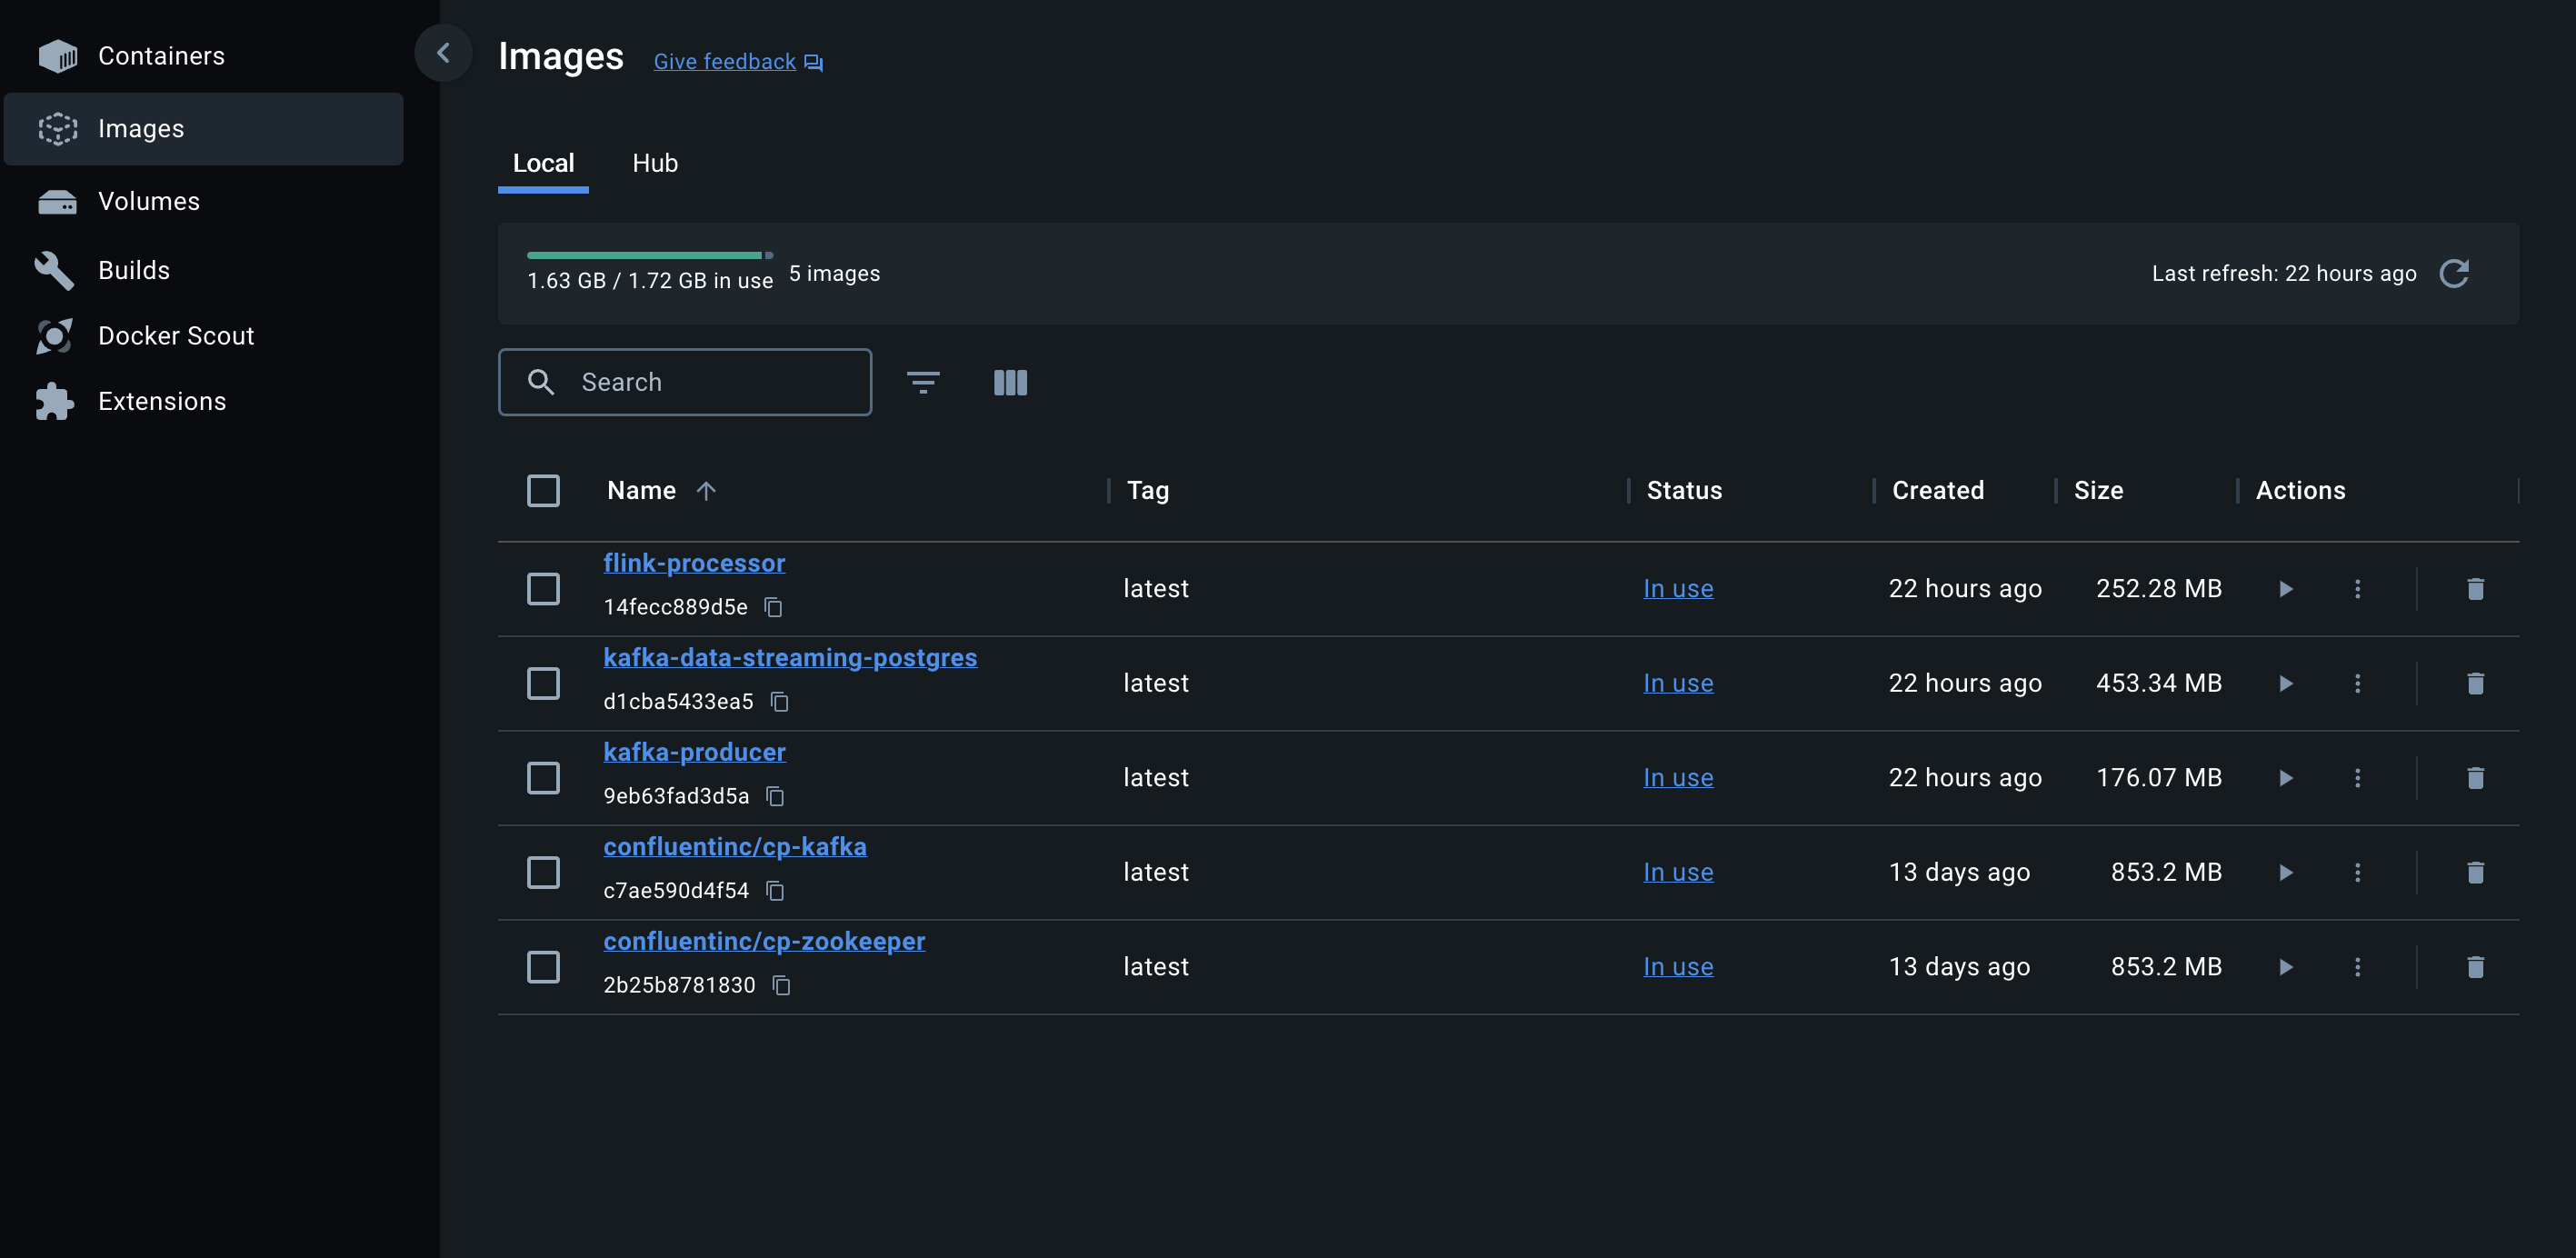 Containers
Images
Volumes
Builds
Docker Scout
Extensions
Images Give feedback
Local Hub
1.63 GB / 1.72 GB in use 5 images Last refresh: 22 hours ago
Search
Name Tag Status Created Size Actions
flink-processor
14fecc889d5e
latest In use 22 hours ago 252.28 MB
kafka-data-streaming-postgres
d1cba5433ea5
latest In use 22 hours ago 453.34 MB
kafka-producer
9eb63fad3d5a
latest In use 22 hours ago 176.07 MB
confluentinc/cp-kafka
c7ae590d4f54
latest In use 13 days ago 853.2 MB
confluentinc/cp-zookeeper
2b25b8781830
latest In use 13 days ago 853.2 MB